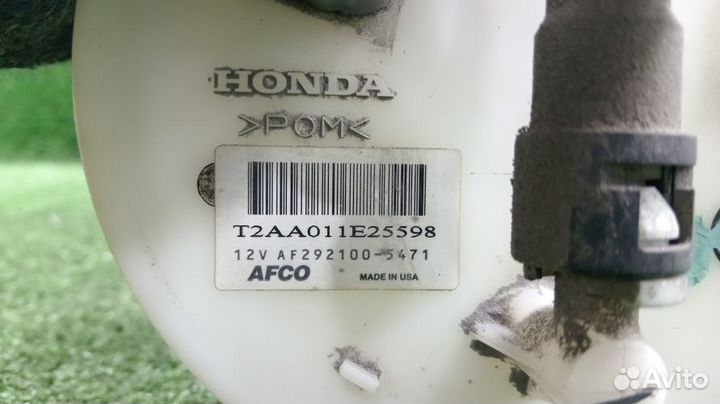 HONDA
>POM<
T2AA011E25598
12V AF292100-5471
AFCO MADE IN USA
Avito